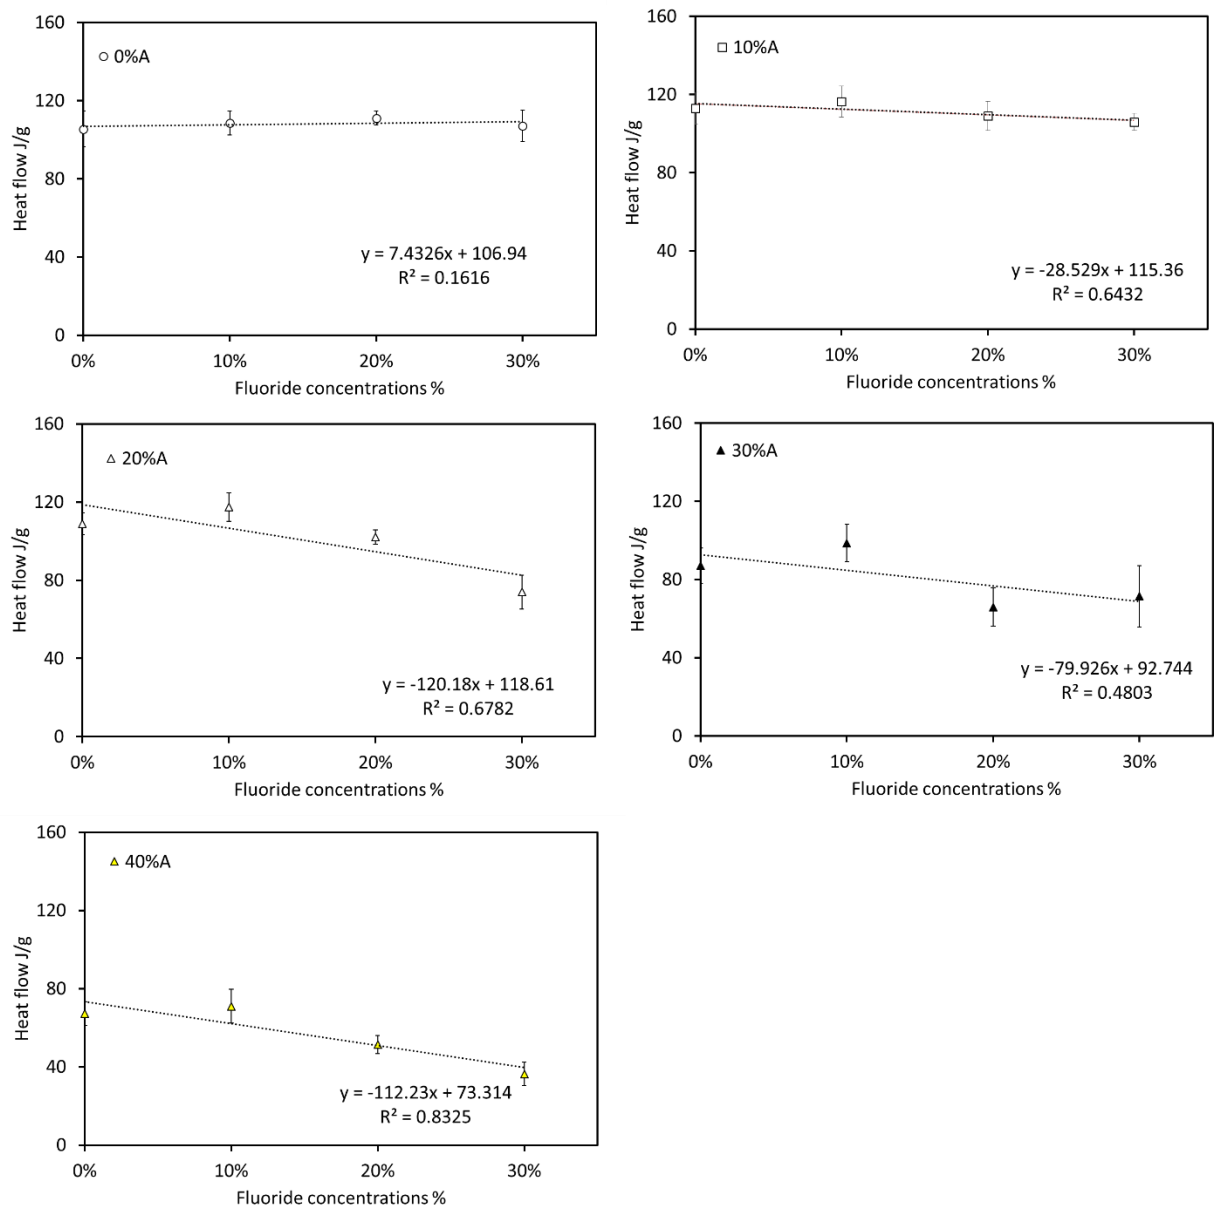 160
120
80
40
0
Heat flow J/g
0%A
y = 7.4326x + 106.94
R² = 0.1616
0%
10%
20%
30%
Fluoride concentrations %
160
120
80
40
0
Heat flow J/g
10%A
y = -28.529x + 115.36
R² = 0.6432
0%
10%
20%
30%
Fluoride concentrations %
160
120
80
40
0
Heat flow J/g
20%A
y = -120.18x + 118.61
R² = 0.6782
0%
10%
20%
30%
Fluoride concentrations %
160
120
80
40
0
Heat flow J/g
30%A
y = -79.926x + 92.744
R² = 0.4803
0%
10%
20%
30%
Fluoride concentrations %
160
120
80
40
0
Heat flow J/g
40%A
y = -112.23x + 73.314
R² = 0.8325
0%
10%
20%
30%
Fluoride concentrations %